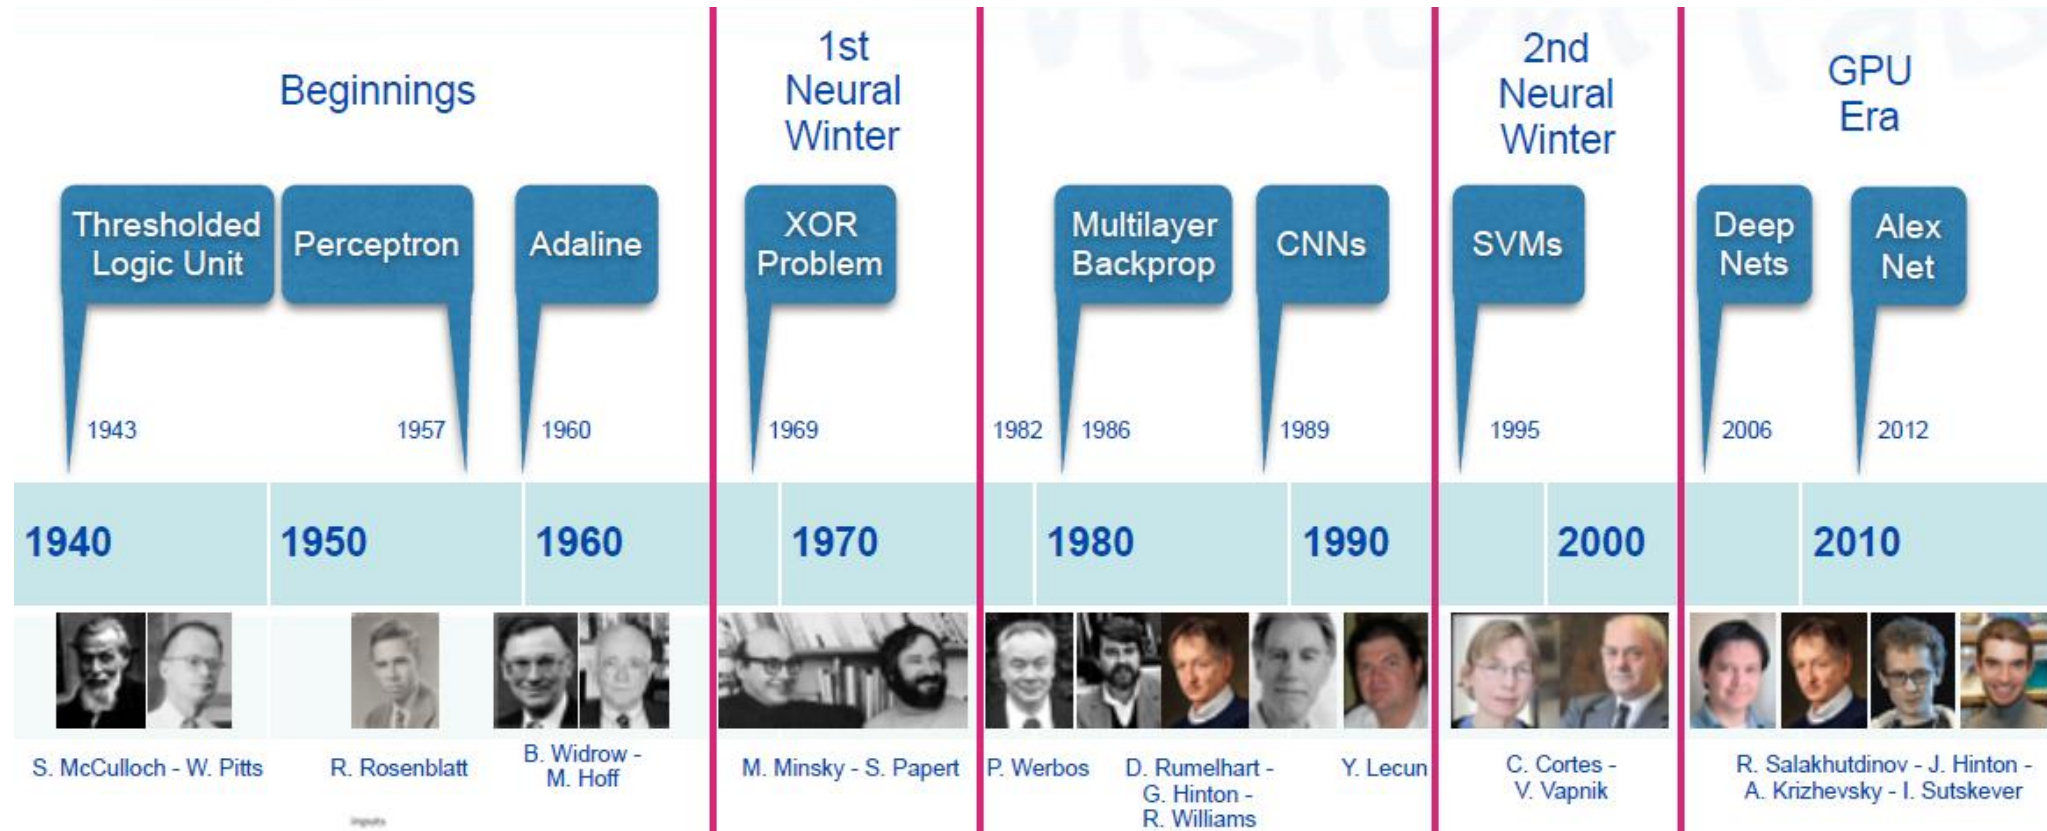 Beginnings
1st
Neural
Winter
2nd
Neural
Winter
GPU
Era
Thresholded
Logic Unit
Perceptron
Adaline
XOR
Problem
Multilayer
Backprop
CNNs
SVMs
Deep
Nets
Alex
Net
1943
1957
1960
1969
1982
1986
1989
1995
2006
2012
1940
1950
1960
1970
1980
1990
2000
2010
S. McCulloch - W. Pitts
R. Rosenblatt
B. Widrow -
M. Hoff
M. Minsky - S. Papert
P. Werbos
D. Rumelhart -
G. Hinton -
R. Williams
Y. Lecun
C. Cortes -
V. Vapnik
R. Salakhutdinov - J. Hinton -
A. Krizhevsky - I. Sutskever
inputs